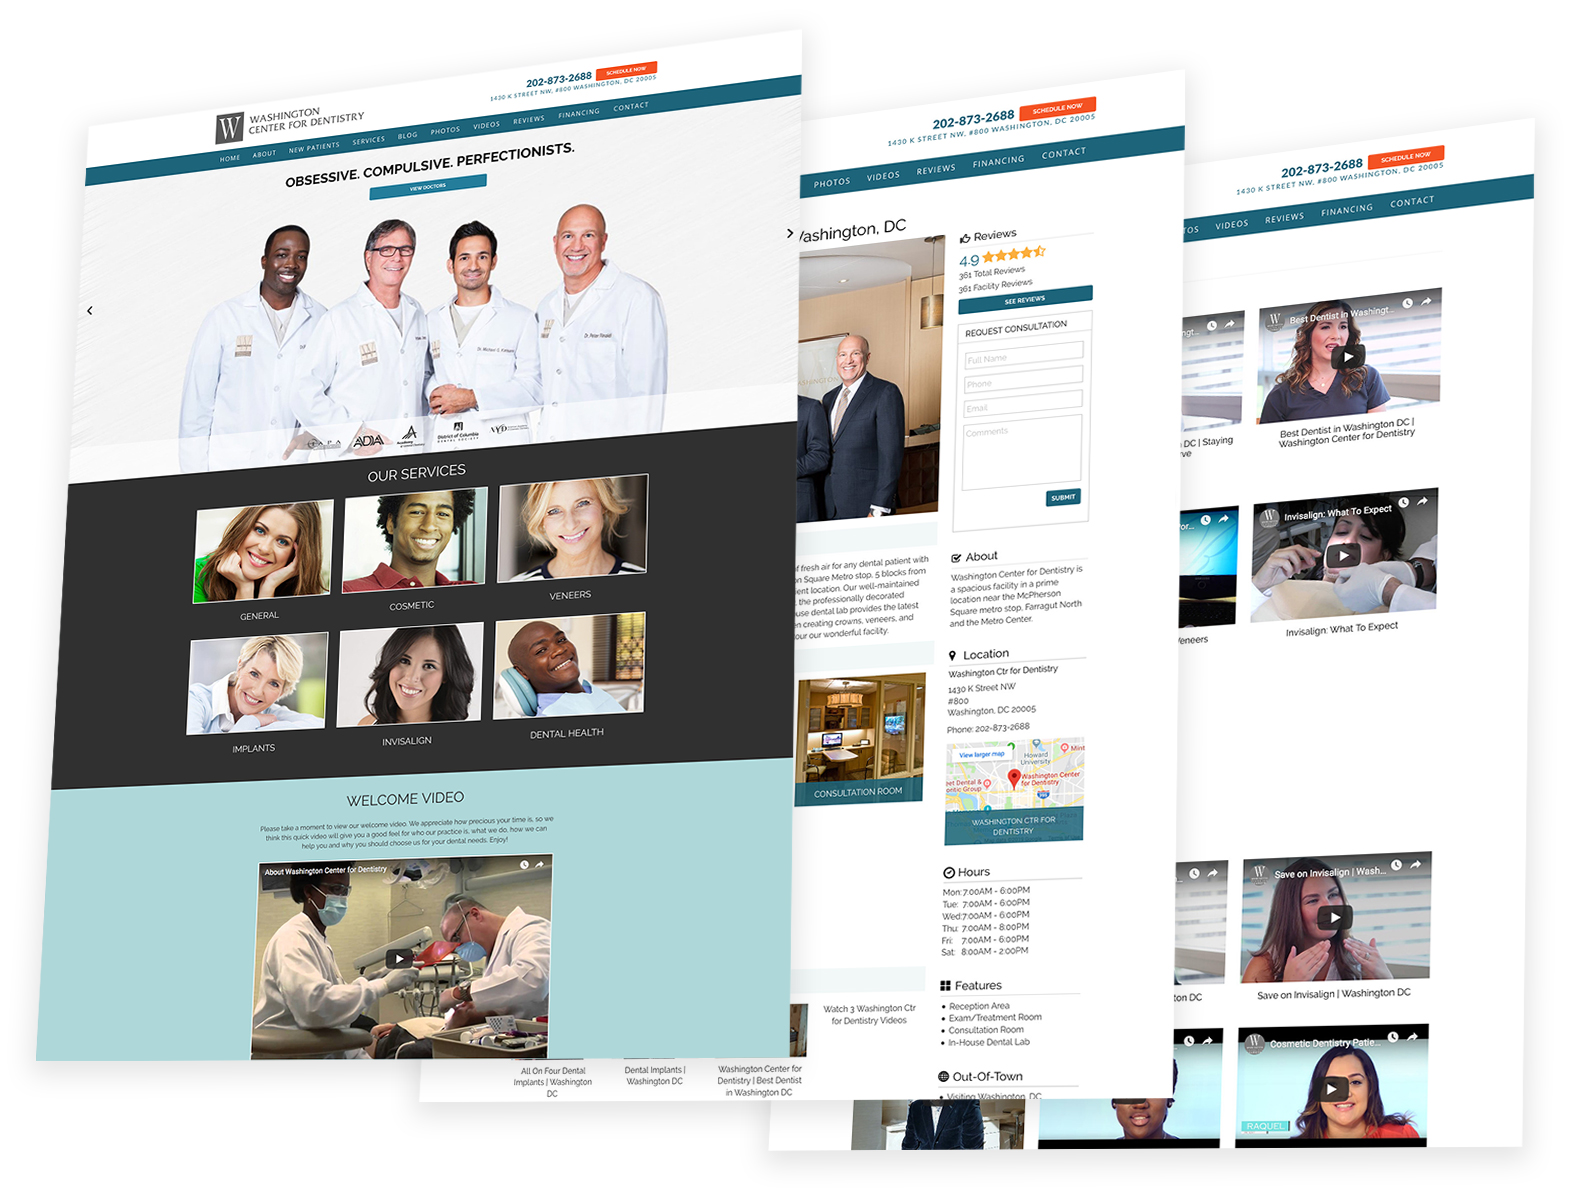 202-873-2688
SCHEDULE NOW
1430 K STREET NW, #800 WASHINGTON, DC 20005
W
WASHINGTON
CENTER FOR DENTISTRY
HOME ABOUT NEW PATIENTS SERVICES BLOG PHOTOS VIDEOS REVIEWS FINANCING CONTACT
OBSESSIVE. COMPULSIVE. PERFECTIONISTS.
VIEW DOCTORS
District of Columbia
DENTAL SOCIETY
OUR SERVICES
GENERAL
COSMETIC
VENEERS
IMPLANTS
INVISALIGN
DENTAL HEALTH
WELCOME VIDEO
Please take a moment to view our welcome video. We appreciate how precious your time is, so we
think this quick video will give you a good feel for who our practice is, what we do, how we can
help you and why you should choose us for your dental needs. Enjoy!
About Washington Center for Dentistry
202-873-2688
SCHEDULE NOW
1430 K STREET NW, #800 WASHINGTON, DC 20005
PHOTOS VIDEOS REVIEWS FINANCING CONTACT
Washington, DC
Reviews
4.9
361 Total Reviews
361 Facility Reviews
SEE REVIEWS
REQUEST CONSULTATION
Full Name
Phone
Email
Comments
SUBMIT
of fresh air for any dental patient with
on Square Metro stop, 5 blocks from
ent location. Our well-maintained
the professionally decorated
use dental lab provides the latest
en creating crowns, veneers, and
our our wonderful facility.
CONSULTATION ROOM
About
Washington Center for Dentistry is
a spacious facility in a prime
location near the McPherson
Square metro stop, Farragut North
and the Metro Center.
Location
Washington Ctr for Dentistry
1430 K Street NW
#800
Washington, DC 20005
Phone: 202-873-2688
View larger map
Howard
University
Mint
Washington Center
for Dentistry
WASHINGTON CTR FOR
DENTISTRY
Hours
Mon: 7:00AM - 6:00PM
Tue: 7:00AM - 6:00PM
Wed: 7:00AM - 6:00PM
Thu: 7:00AM - 8:00PM
Fri: 7:00AM - 6:00PM
Sat: 8:00AM - 2:00PM
Features
Reception Area
Exam/Treatment Room
Consultation Room
In-House Dental Lab
Out-Of-Town
Visiting Washington, DC
Watch 3 Washington Ctr
for Dentistry Videos
All On Four Dental
Implants | Washington
DC
Dental Implants |
Washington DC
Washington Center for
Dentistry | Best Dentist
in Washington DC
202-873-2688
SCHEDULE NOW
1430 K STREET NW, #800 WASHINGTON, DC 20005
TOS VIDEOS REVIEWS FINANCING CONTACT
Best Dentist in Washingt...
DC | Staying
rve
Best Dentist in Washington DC |
Washington Center for Dentistry
Invisalign: What To Expect
Veneers
Invisalign: What To Expect
Save on Invisalign | Wash...
ton DC
Save on Invisalign | Washington DC
Cosmetic Dentistry Patie...
RAQUEL